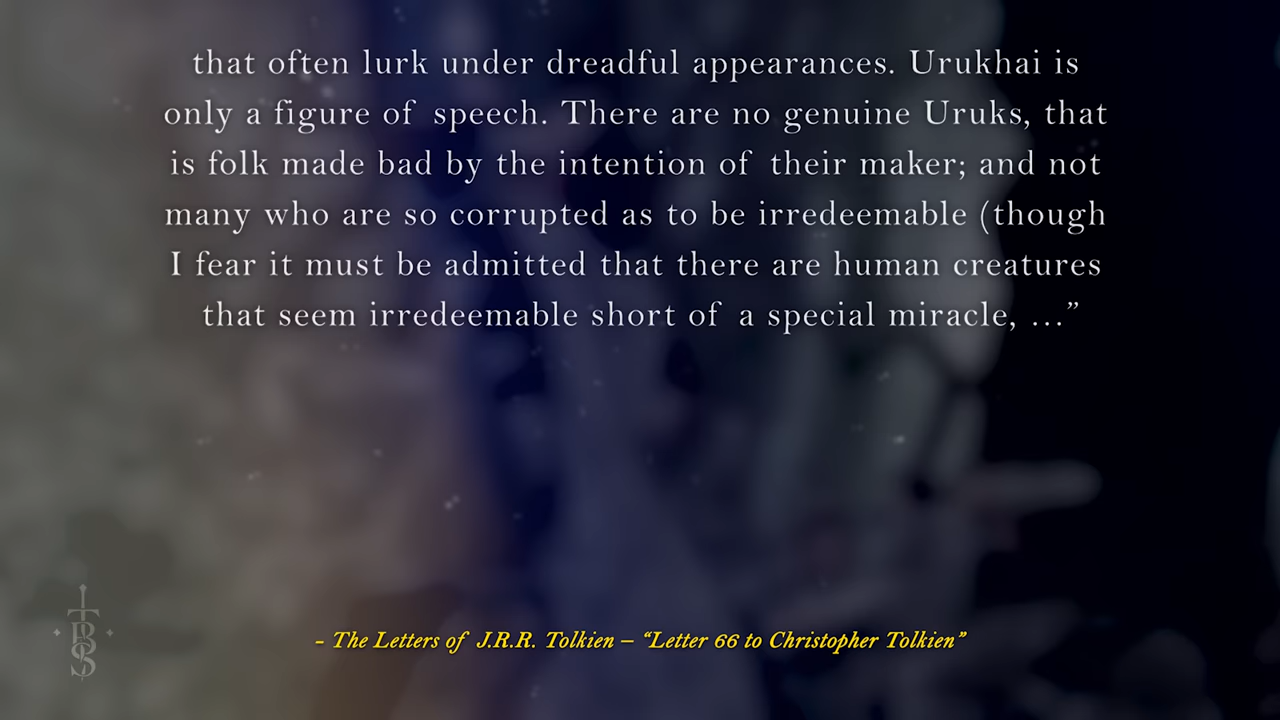 that often lurk under dreadful appearances. Urukhai is
only a figure of speech. There are no genuine Uruks, that
is folk made bad by the intention of their maker; and not
many who are so corrupted as to be irredeemable (though
I fear it must be admitted that there are human creatures
that seem irredeemable short of a special miracle, …”
- The Letters of J.R.R. Tolkien – “Letter 66 to Christopher Tolkien”